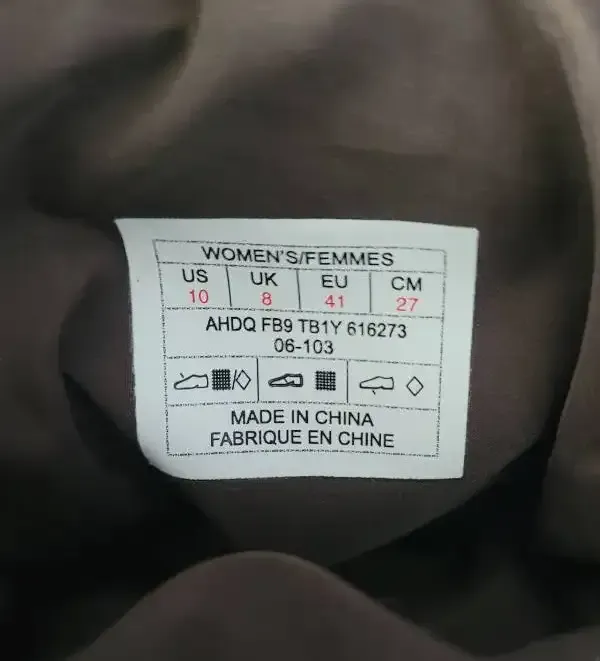 WOMEN'S/FEMMES
US UK EU CM
10 8 41 27
AHDQ FB9 TB1Y 616273
06-103
MADE IN CHINA
FABRIQUE EN CHINE